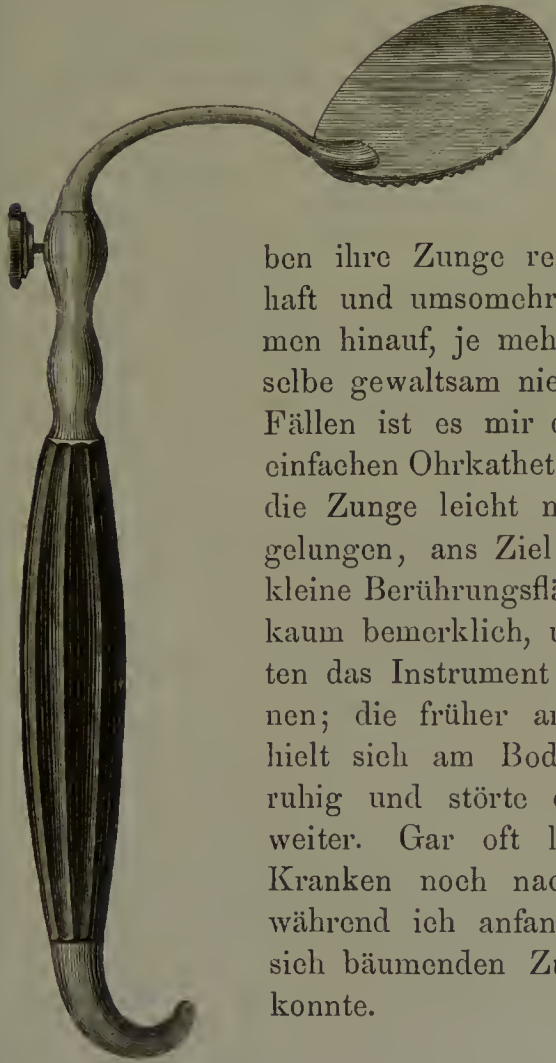 ben ihre Zunge re
haft und umsomehr
men hinauf, je meh
selbe gewaltsam nie
Fällen ist es mir
einfachen Ohrkathet
die Zunge leicht
gelungen, ans Ziel
kleine Berührungsflä
kaum bemerklich, u
ten das Instrument
nen; die früher an
hielt sich am Bod
ruhig und störte
weiter. Gar oft l
Kranken noch nac
während ich anfan
sich bäumenden Zu
konnte.